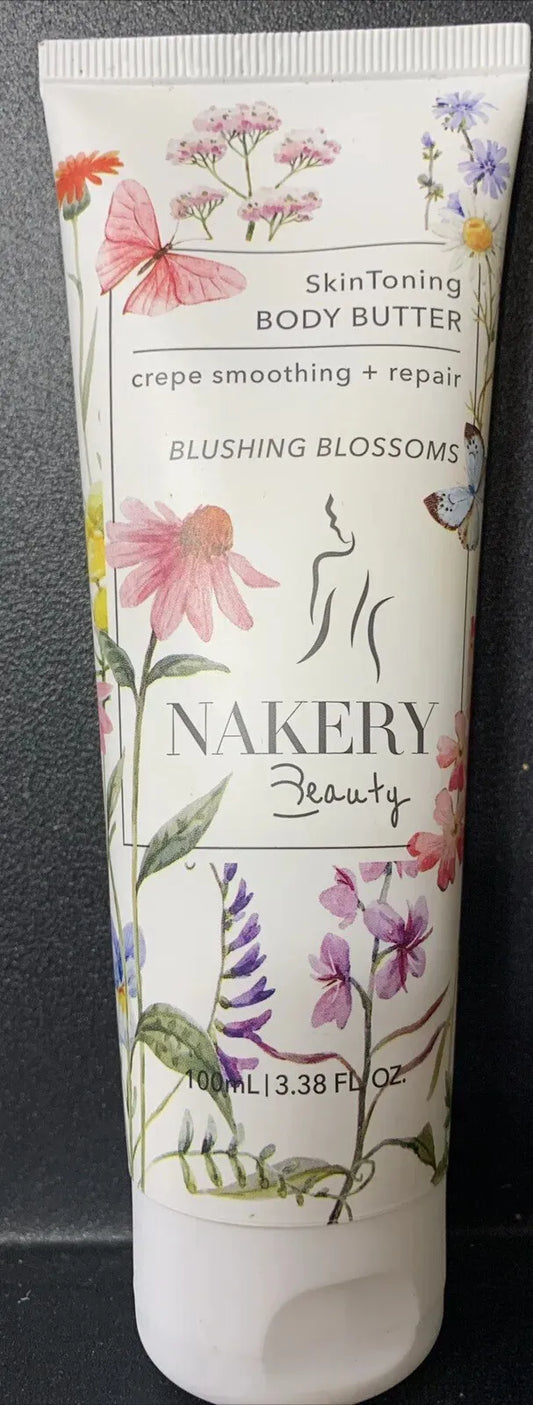 SkinToning
BODY BUTTER
crepe smoothing + repair
BLUSHING BLOSSOMS
NAKERY
Beauty
100mL|3.38 FL OZ.